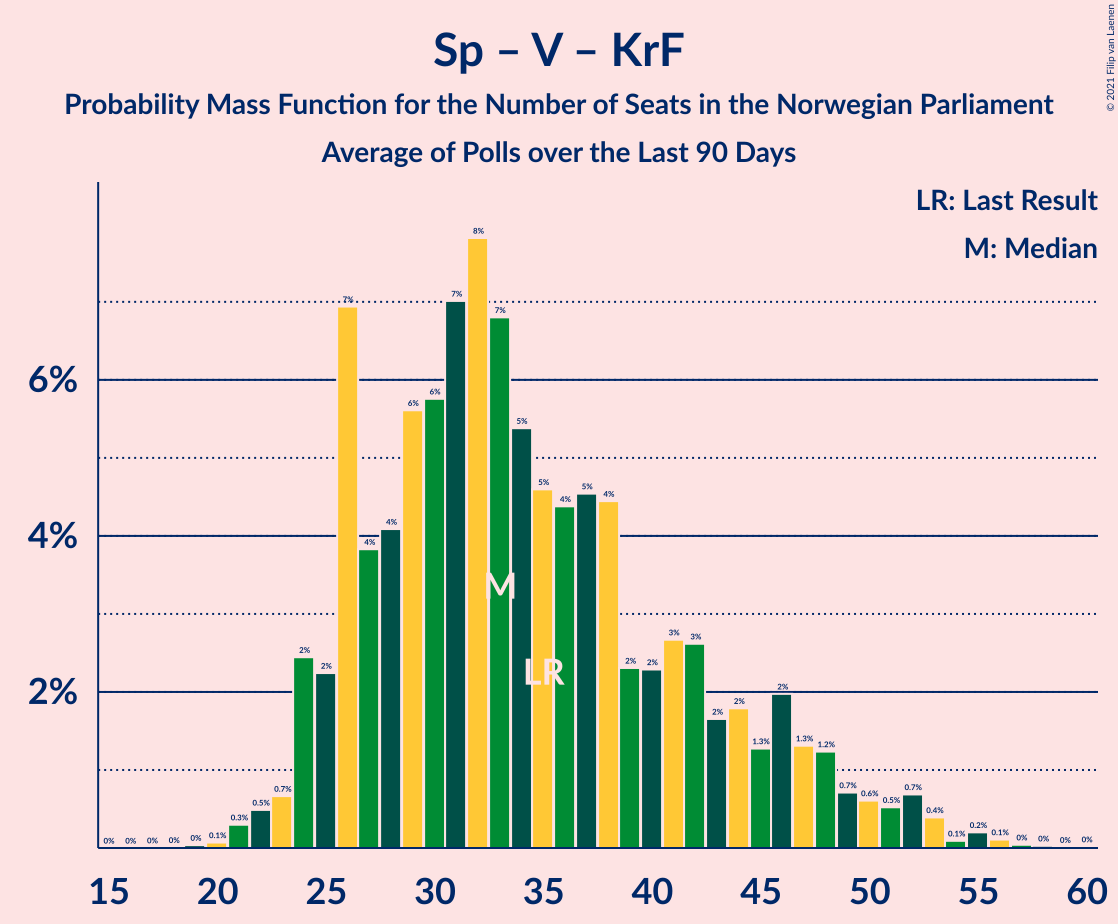 Sp – V – KrF
Probability Mass Function for the Number of Seats in the Norwegian Parliament
Average of Polls over the Last 90 Days
© 2021 Filip van Laenen
LR: Last Result
M: Median
6%
4%
2%
0% 0% 0% 0% 0% 0.1% 0.3% 0.5% 0.7% 2% 2% 7% 4% 4% 6% 6% 7% 8% 7% 5% 5% 4% 5% 4% 2% 2% 3% 3% 2% 2% 1.3% 2% 1.3% 1.2% 0.7% 0.6% 0.5% 0.7% 0.4% 0.1% 0.2% 0.1% 0% 0% 0% 0%
M
LR
15 20 25 30 35 40 45 50 55 60